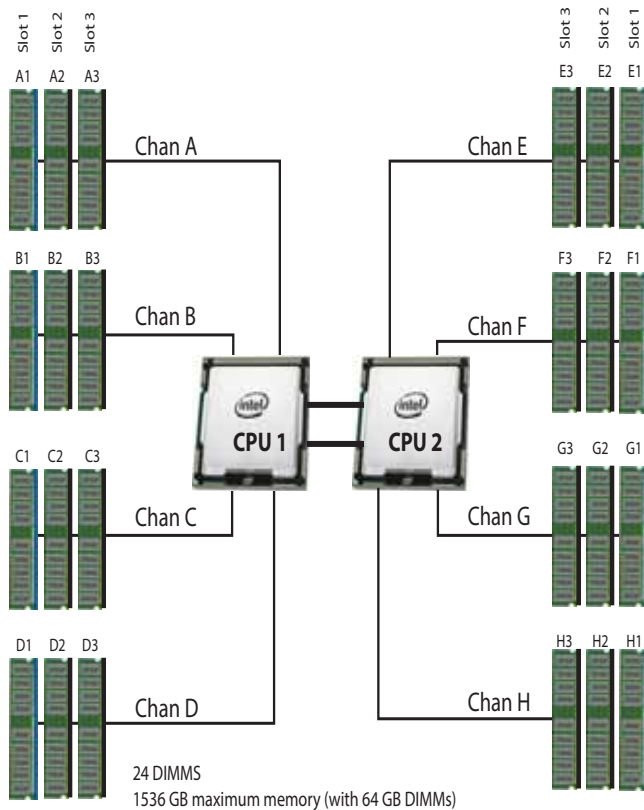 Slot 1 Slot 2 Slot 3
Slot 3 Slot 2 Slot 1
A1 A2 A3
E3 E2 E1
Chan A
Chan E
B1 B2 B3
F3 F2 F1
Chan B
Chan F
intel
CPU 1
intel
CPU 2
C1 C2 C3
G3 G2 G1
Chan C
Chan G
D1 D2 D3
H3 H2 H1
Chan D
Chan H
24 DIMMS
1536 GB maximum memory (with 64 GB DIMMs)